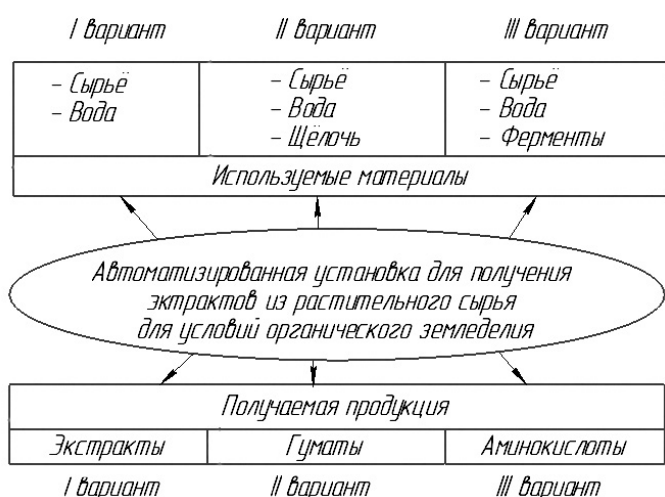 I вариант II вариант III вариант
– Сырьё – Сырьё – Сырьё
– Вода – Вода – Вода
– Щёлочь – Ферменты
Используемые материалы
Автоматизированная установка для получения
эктрактов из растительного сырья
для условий органического земледелия
Получаемая продукция
Экстракты Гуматы Аминокислоты
I вариант II вариант III вариант